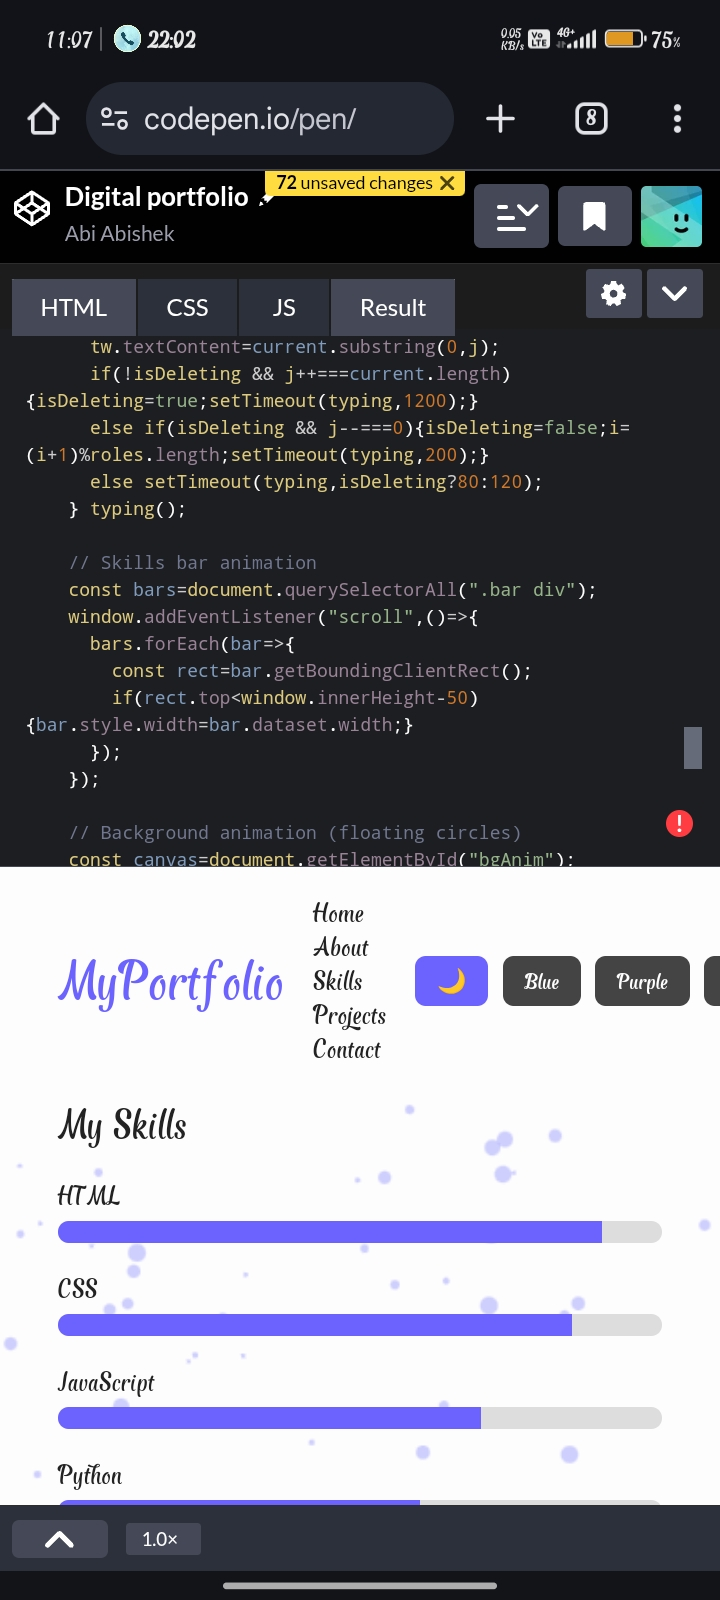 11:07 22:02 0.05 KB/s Vo LTE 4G+ 75%
codepen.io/pen/ 8
72 unsaved changes
Digital portfolio
Abi Abishek
HTML CSS JS Result
tw.textContent=current.substring(0,j);
if(!isDeleting && j++===current.length)
{isDeleting=true;setTimeout(typing,1200);}
else if(isDeleting && j--===0){isDeleting=false;i=
(i+1)%roles.length;setTimeout(typing,200);}
else setTimeout(typing,isDeleting?80:120);
} typing();
// Skills bar animation
const bars=document.querySelectorAll(".bar div");
window.addEventListener("scroll",()=>{
bars.forEach(bar=>{
const rect=bar.getBoundingClientRect();
if(rect.top<window.innerHeight-50)
{bar.style.width=bar.dataset.width;}
});
});
// Background animation (floating circles)
const canvas=document.getElementById("bgAnim");
Home
About
MyPortfolio Skills Blue Purple
Projects
Contact
My Skills
HTML
CSS
JavaScript
Python
1.0×